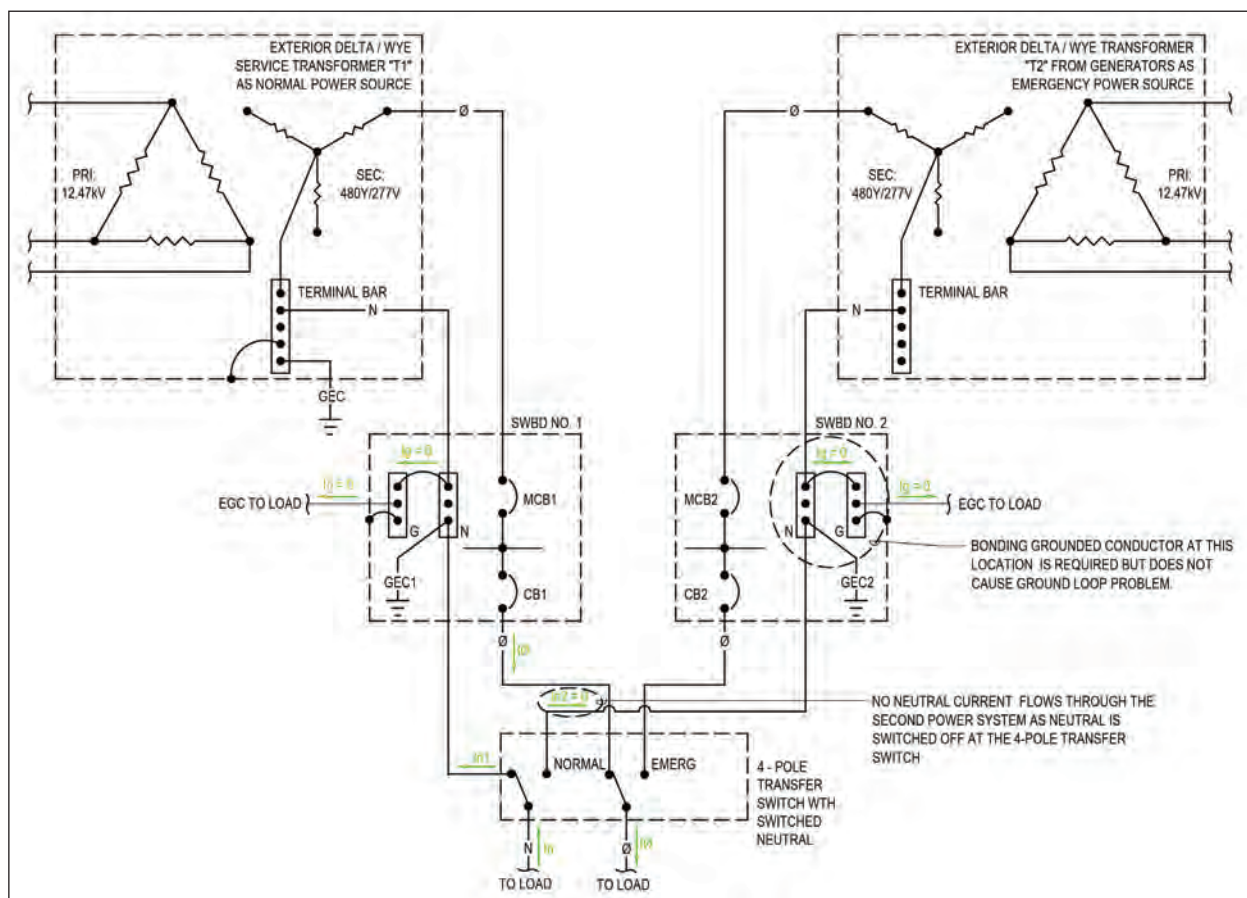 EXTERIOR DELTA / WYE
SERVICE TRANSFORMER "T1"
AS NORMAL POWER SOURCE
PRI:
12.47kV
SEC:
480Y/277V
Ø
TERMINAL BAR
N
GEC
EXTERIOR DELTA / WYE TRANSFORMER
"T2" FROM GENERATORS AS
EMERGENCY POWER SOURCE
Ø
SEC:
480Y/277V
PRI:
12.47kV
TERMINAL BAR
N
SWBD NO. 1
Ig = 0
Ig = 0
EGC TO LOAD
G
N
MCB1
GEC1
CB1
Ø
IØ
SWBD NO. 2
Ig = 0
Ig = 0
MCB2
N
G
EGC TO LOAD
GEC2
CB2
Ø
BONDING GROUNDED CONDUCTOR AT THIS
LOCATION IS REQUIRED BUT DOES NOT
CAUSE GROUND LOOP PROBLEM.
In2 = 0
NO NEUTRAL CURRENT FLOWS THROUGH THE
SECOND POWER SYSTEM AS NEUTRAL IS
SWITCHED OFF AT THE 4-POLE TRANSFER
SWITCH
In1
NORMAL
EMERG
4 - POLE
TRANSFER
SWITCH WTH
SWITCHED
NEUTRAL
N
In
Ø
IØ
TO LOAD
TO LOAD